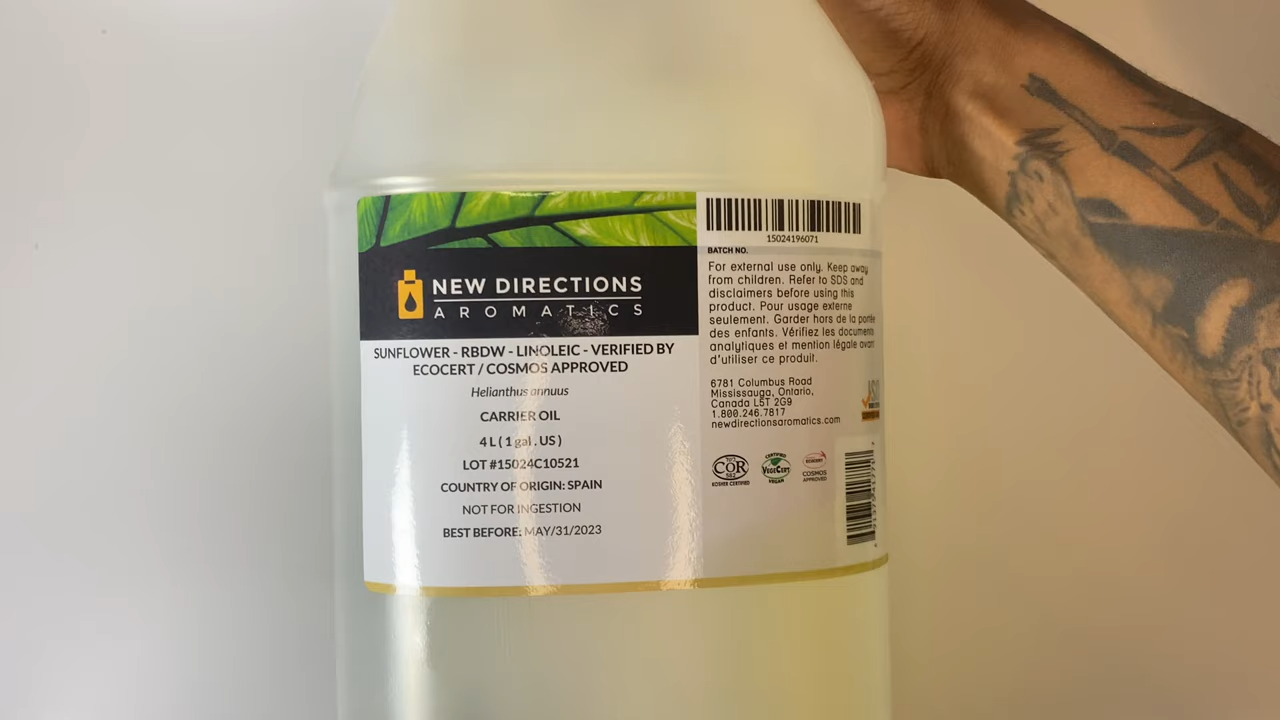 NEW DIRECTIONS
AROMATICS
SUNFLOWER - RBDW - LINOLEIC - VERIFIED BY
ECOCERT / COSMOS APPROVED
Helianthus annuus
CARRIER OIL
4 L ( 1 gal . US )
LOT #15024C10521
COUNTRY OF ORIGIN: SPAIN
NOT FOR INGESTION
BEST BEFORE: MAY/31/2023
15024196071
BATCH NO.
For external use only. Keep away
from children. Refer to SDS and
disclaimers before using this
product. Pour usage externe
seulement. Garder hors de la portée
des enfants. Vérifiez les documents
analytiques et mention légale avant
d'utiliser ce produit.
6781 Columbus Road
Mississauga, Ontario,
Canada L5T 2G9
1.800.246.7817
newdirectionsaromatics.com
COR
KOSHER CERTIFIED
CERTIFIED
VEGECERT
VEGAN
ECOCERT
COSMOS
APPROVED